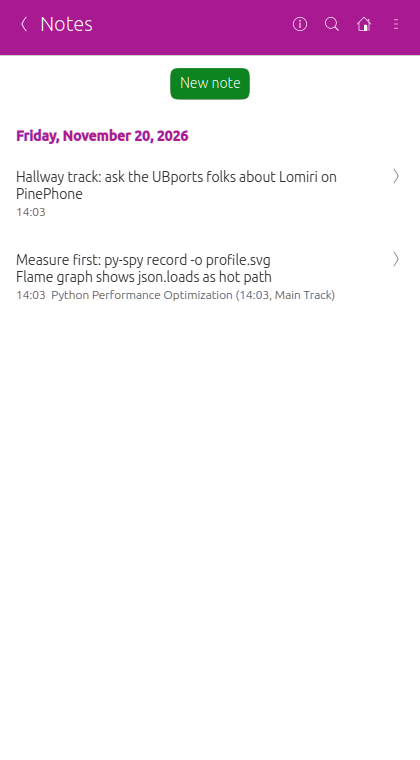 Notes
New note
Friday, November 20, 2026
Hallway track: ask the UBports folks about Lomiri on
PinePhone
14:03
Measure first: py-spy record -o profile.svg
Flame graph shows json.loads as hot path
14:03 Python Performance Optimization (14:03, Main Track)